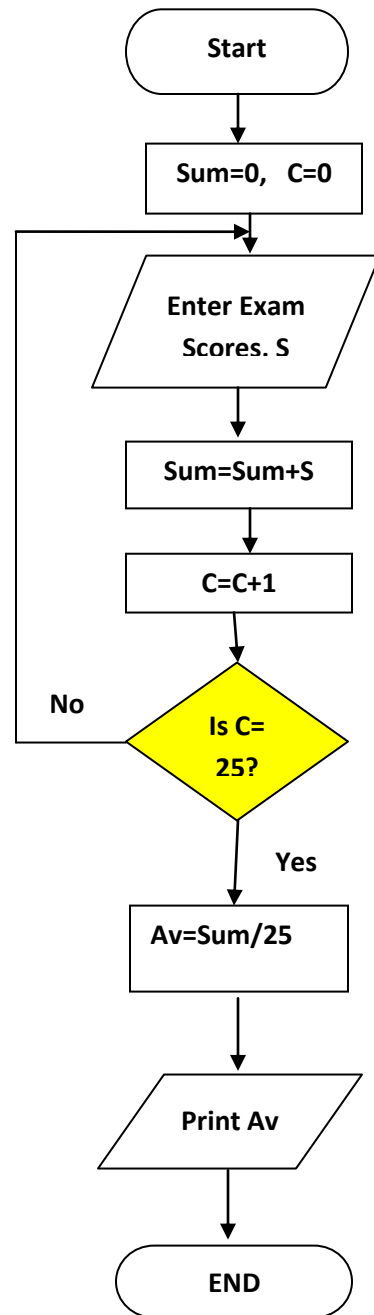 Start
Sum=0, C=0
Enter Exam
Scores. S
Sum=Sum+S
C=C+1
Is C=
25?
No
Yes
Av=Sum/25
Print Av
END